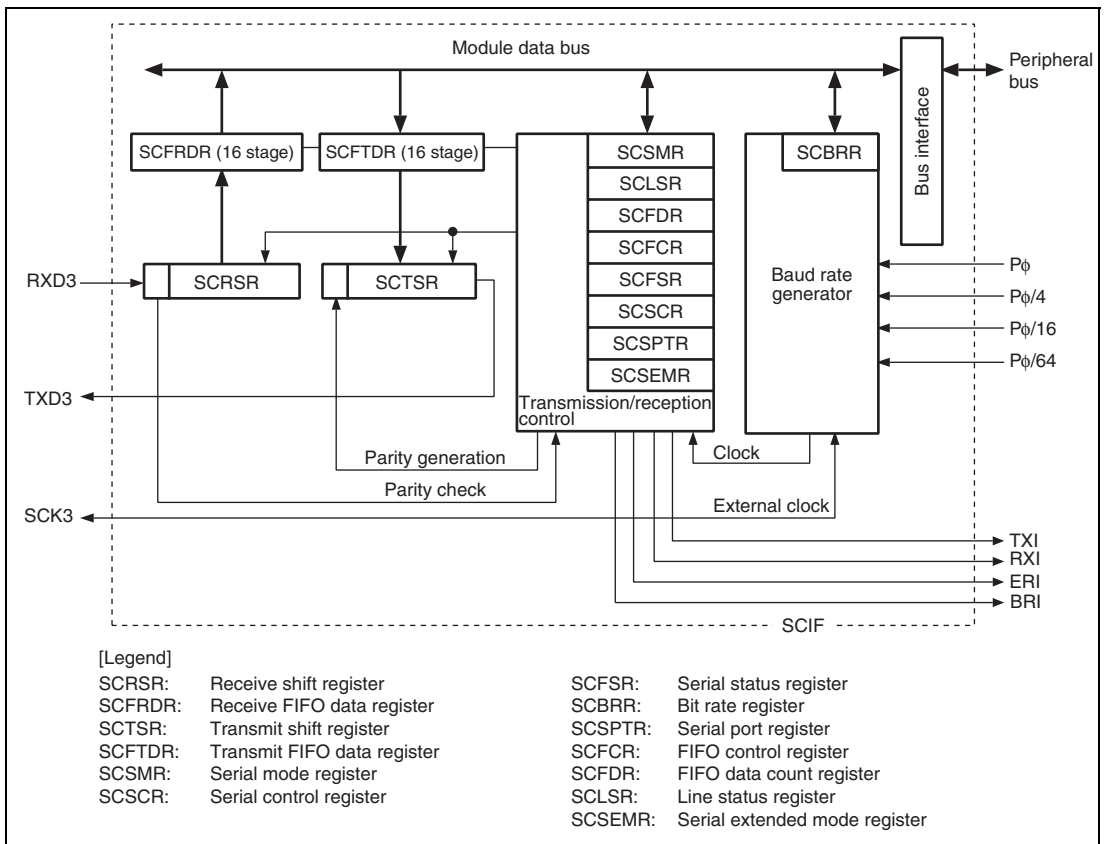 Module data bus
Peripheral
bus
Bus interface
SCFRDR (16 stage)
SCFTDR (16 stage)
SCSMR
SCBRR
SCLSR
SCFDR
SCFCR
SCFSR
SCSCR
SCSPTR
SCSEMR
Transmission/reception
control
Baud rate
generator
RXD3
SCRSR
SCTSR
Pϕ
Pϕ/4
Pϕ/16
Pϕ/64
TXD3
Parity generation
Clock
Parity check
SCK3
External clock
TXI
RXI
ERI
BRI
SCIF
[Legend]
SCRSR: Receive shift register
SCFRDR: Receive FIFO data register
SCTSR: Transmit shift register
SCFTDR: Transmit FIFO data register
SCSMR: Serial mode register
SCSCR: Serial control register
SCFSR: Serial status register
SCBRR: Bit rate register
SCSPTR: Serial port register
SCFCR: FIFO control register
SCFDR: FIFO data count register
SCLSR: Line status register
SCSEMR: Serial extended mode register